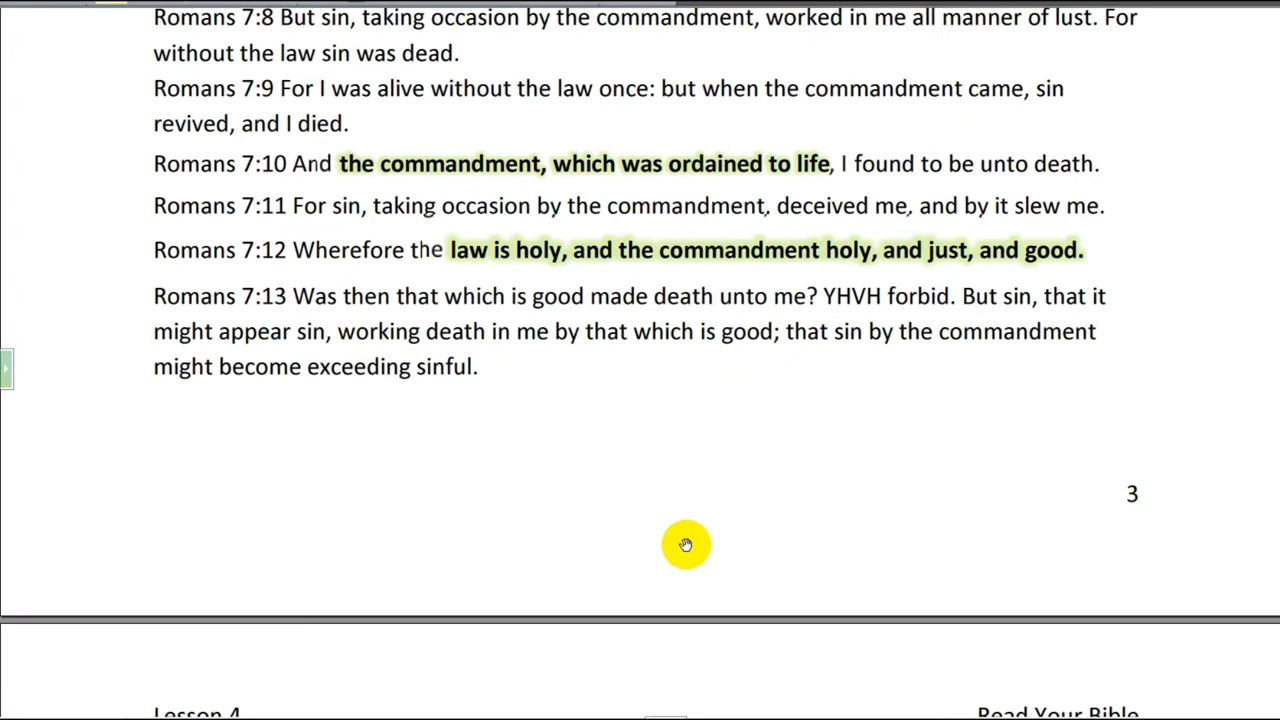 Romans 7:8 But sin, taking occasion by the commandment, worked in me all manner of lust. For
without the law sin was dead.
Romans 7:9 For I was alive without the law once: but when the commandment came, sin
revived, and I died.
Romans 7:10 And the commandment, which was ordained to life, I found to be unto death.
Romans 7:11 For sin, taking occasion by the commandment, deceived me, and by it slew me.
Romans 7:12 Wherefore the law is holy, and the commandment holy, and just, and good.
Romans 7:13 Was then that which is good made death unto me? YHVH forbid. But sin, that it
might appear sin, working death in me by that which is good; that sin by the commandment
might become exceeding sinful.
3
Lesson 4 Read Your Bible